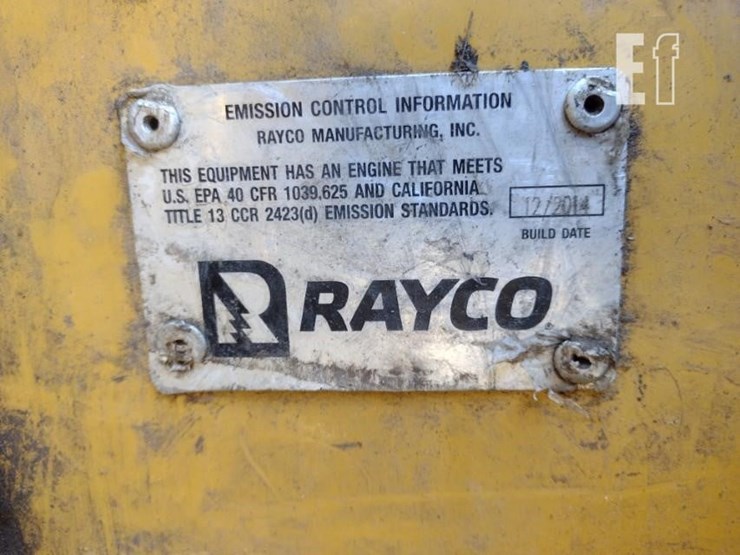 Ef
EMISSION CONTROL INFORMATION
RAYCO MANUFACTURING, INC.
THIS EQUIPMENT HAS AN ENGINE THAT MEETS
U.S. EPA 40 CFR 1039,625 AND CALIFORNIA
TITLE 13 CCR 2423(d) EMISSION STANDARDS.
12/2014
BUILD DATE
RAYCO